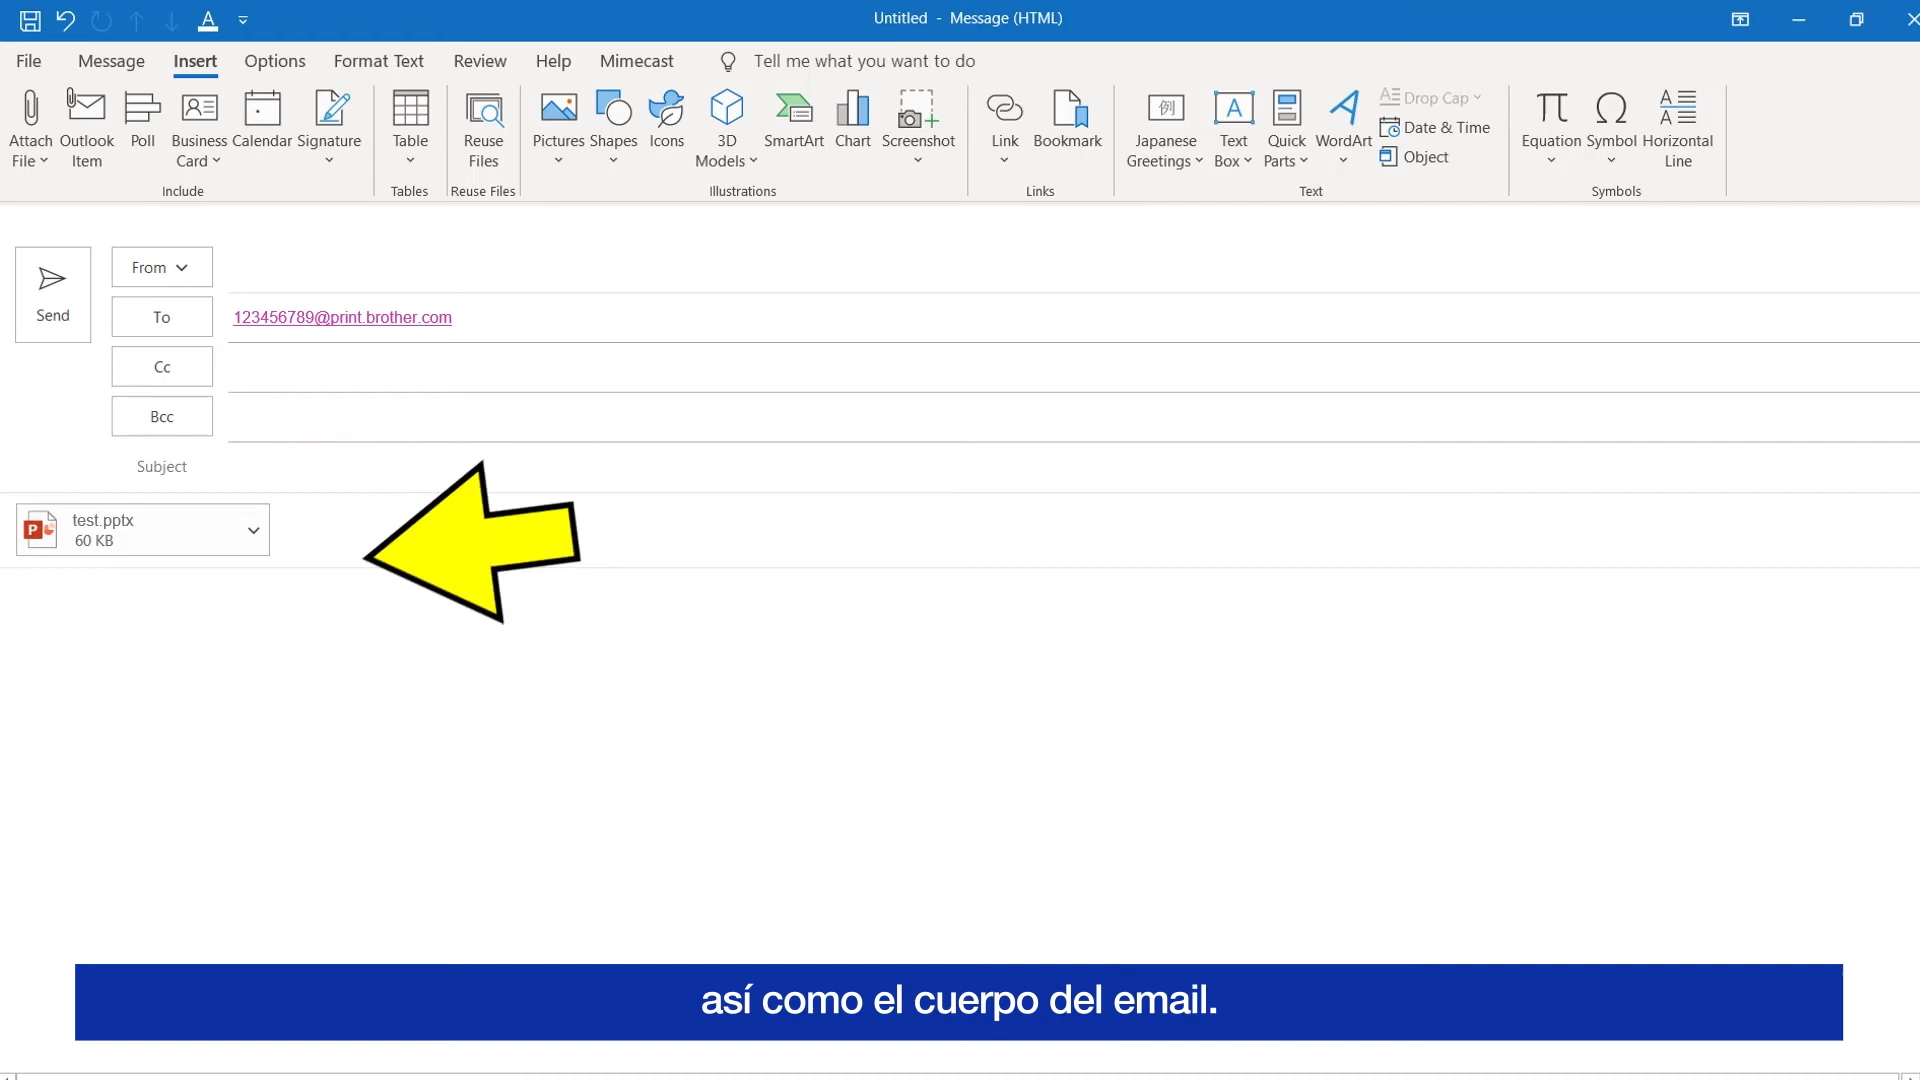 Untitled - Message (HTML)
File Message Insert Options Format Text Review Help Mimecast Tell me what you want to do
Attach File
Outlook Item
Poll
Business Card
Calendar
Signature
Include
Table
Tables
Reuse Files
Reuse Files
Pictures
Shapes
Icons
3D Models
SmartArt
Chart
Screenshot
Illustrations
Link
Bookmark
Links
例
Japanese Greetings
A
Text Box
Quick Parts
WordArt
Drop Cap
Date & Time
Object
Text
π
Equation
Ω
Symbol
Horizontal Line
Symbols
Send
From
To 123456789@print.brother.com
Cc
Bcc
Subject
P
test.pptx
60 KB
así como el cuerpo del email.